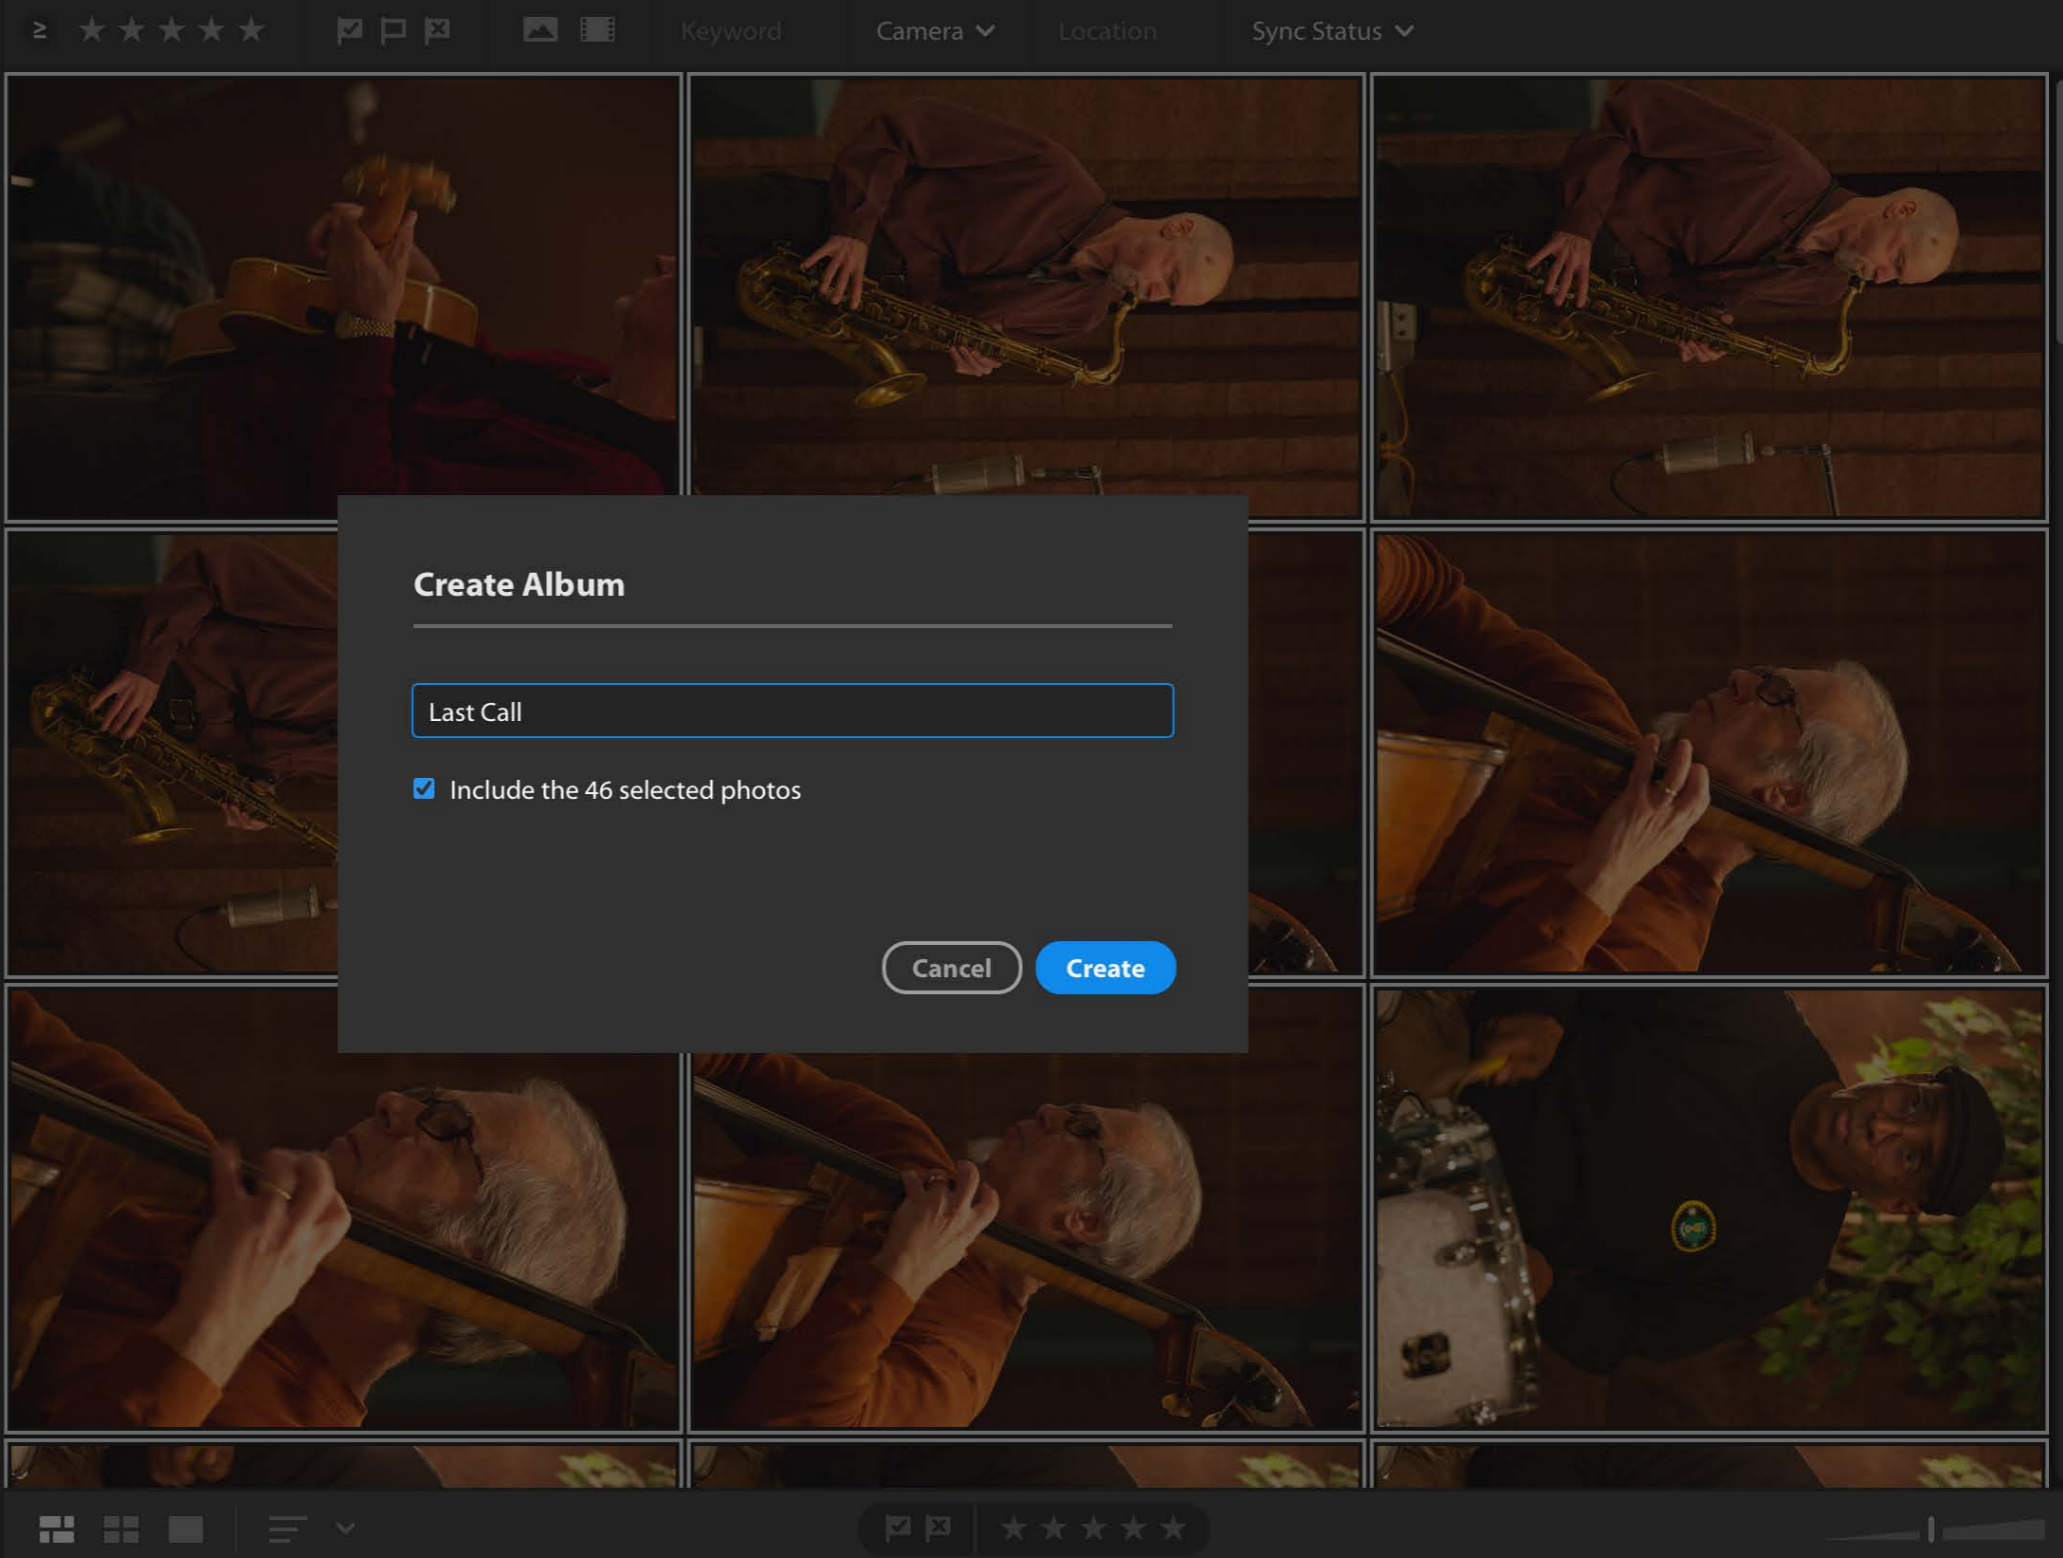 ≥ ★★★★★ Keyword Camera Location Sync Status
Create Album
Last Call
Include the 46 selected photos
Cancel Create